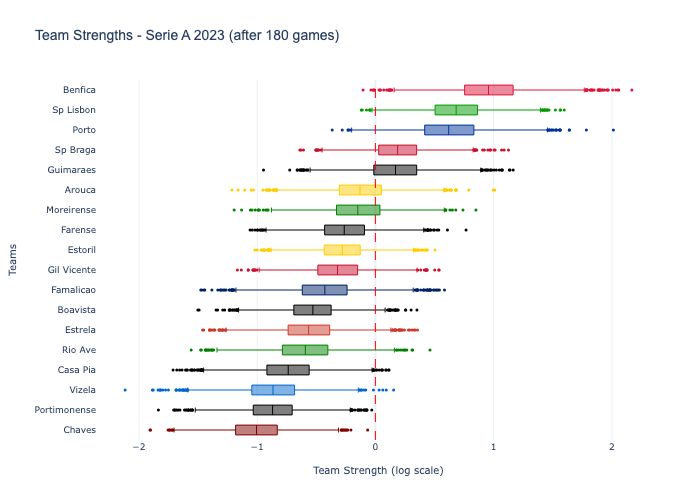 Team Strengths - Serie A 2023 (after 180 games)
Benfica
Sp Lisbon
Porto
Sp Braga
Guimaraes
Arouca
Moreirense
Farense
Estoril
Gil Vicente
Famalicao
Boavista
Estrela
Rio Ave
Casa Pia
Vizela
Portimonense
Chaves
Teams
−2 −1 0 1 2
Team Strength (log scale)